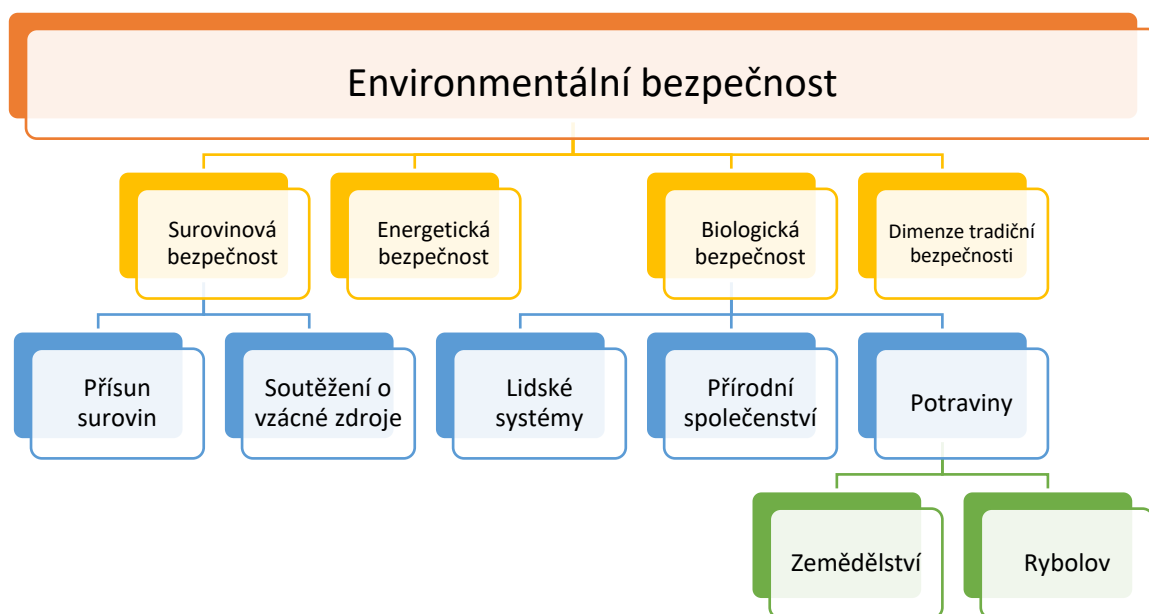 Environmentální bezpečnost
Surovinová
bezpečnost
Energetická
bezpečnost
Biologická
bezpečnost
Dimenze tradiční
bezpečnosti
Přísun
surovin
Soutěžení o
vzácné zdroje
Lidské
systémy
Přírodní
společenství
Potraviny
Zemědělství
Rybolov